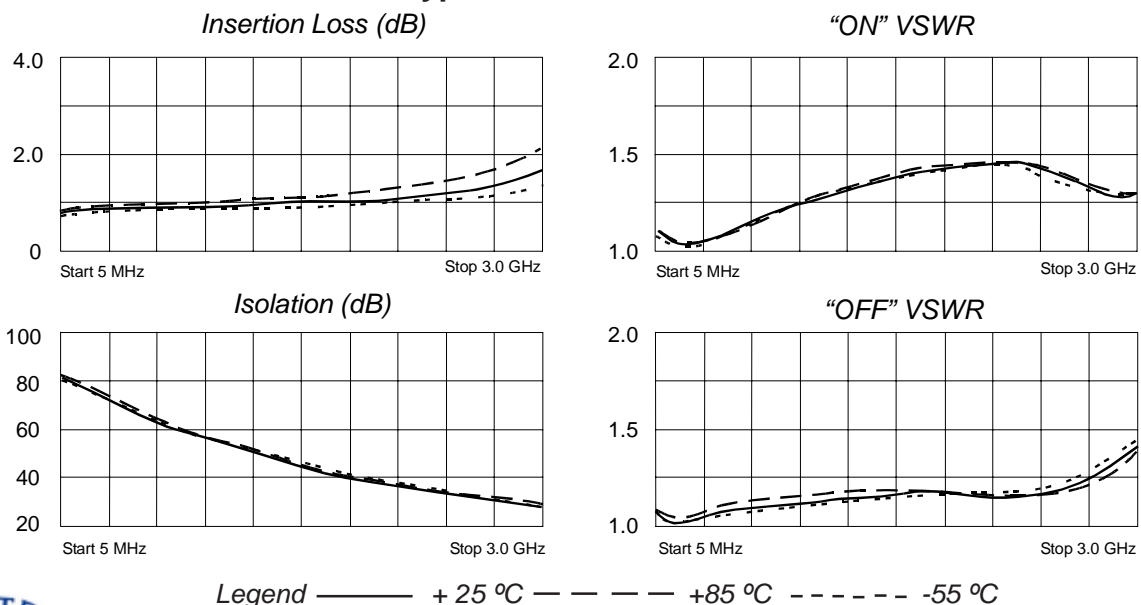 Insertion Loss (dB)
4.0
2.0
0
Start 5 MHz
Stop 3.0 GHz
"ON" VSWR
2.0
1.5
1.0
Start 5 MHz
Stop 3.0 GHz
Isolation (dB)
100
80
60
40
20
Start 5 MHz
Stop 3.0 GHz
"OFF" VSWR
2.0
1.5
1.0
Start 5 MHz
Stop 3.0 GHz
Legend + 25 ºC +85 ºC -55 ºC